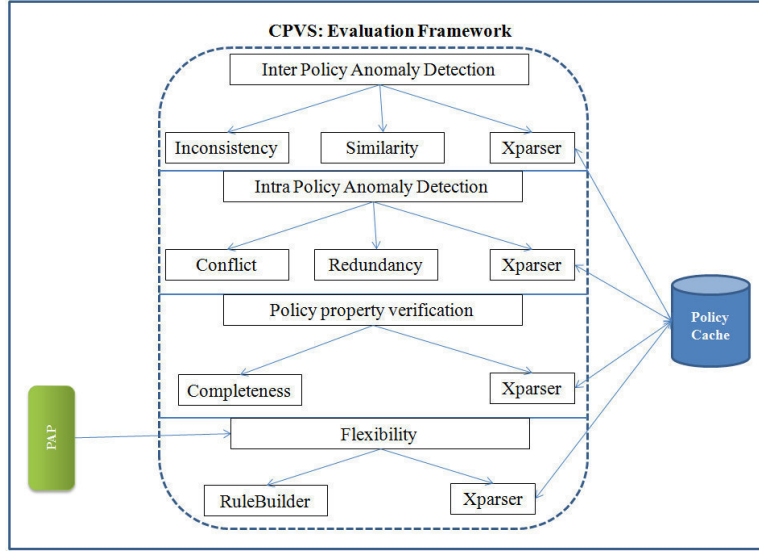 CPVS: Evaluation Framework
Inter Policy Anomaly Detection
Inconsistency
Similarity
Xparser
Intra Policy Anomaly Detection
Conflict
Redundancy
Xparser
Policy property verification
Completeness
Xparser
Flexibility
RuleBuilder
Xparser
PAP
Policy
Cache